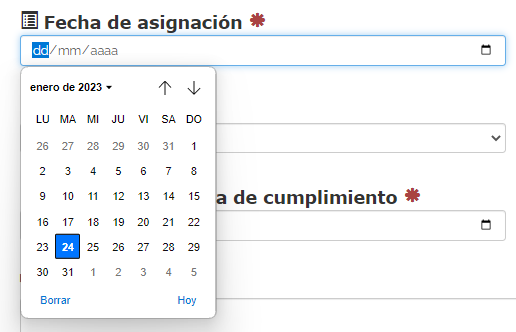 Fecha de asignación
dd/mm/aaaa
enero de 2023
LU MA MI JU VI SA DO
26 27 28 29 30 31 1
2 3 4 5 6 7 8
9 10 11 12 13 14 15
16 17 18 19 20 21 22
23 24 25 26 27 28 29
30 31 1 2 3 4 5
Borrar Hoy
a de cumplimiento